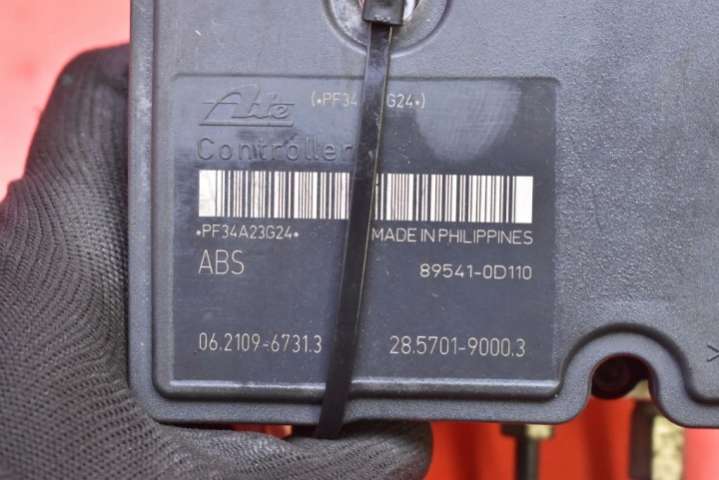 Ate (•PF34 G24•)
Controller
•PF34A23G24• MADE IN PHILIPPINES
ABS 89541-0D110
06.2109-6731.3 28.5701-9000.3